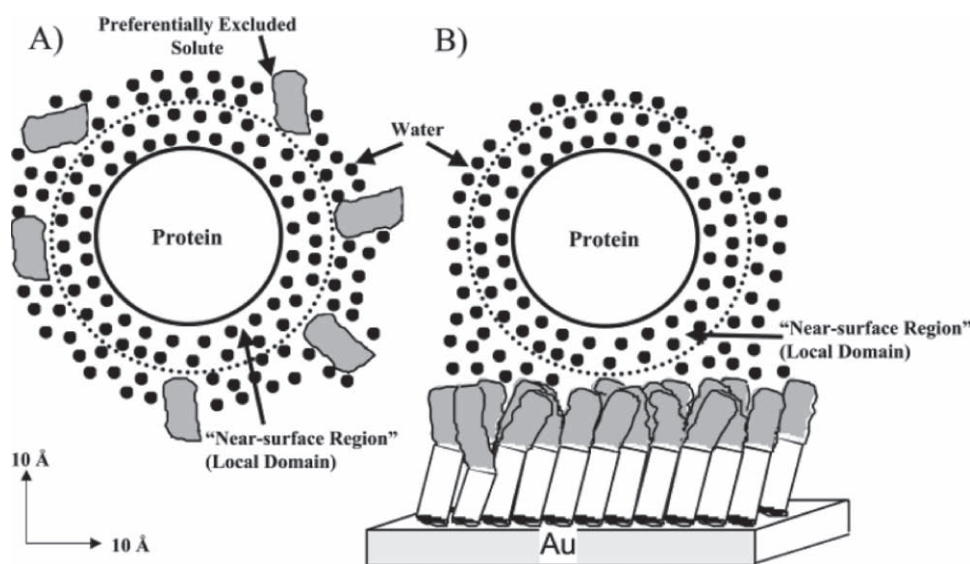 A)
Preferentially Excluded
Solute
B)
Water
Protein
Protein
“Near-surface Region”
(Local Domain)
“Near-surface Region”
(Local Domain)
10 Å
10 Å
Au